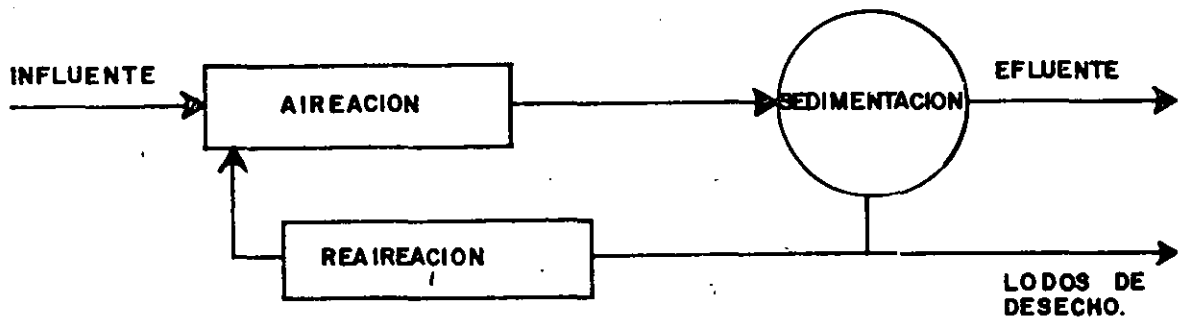 INFLUENTE
AIREACION
SEDIMENTACION
EFLUENTE
REAIREACION
LODOS DE
DESECHO.